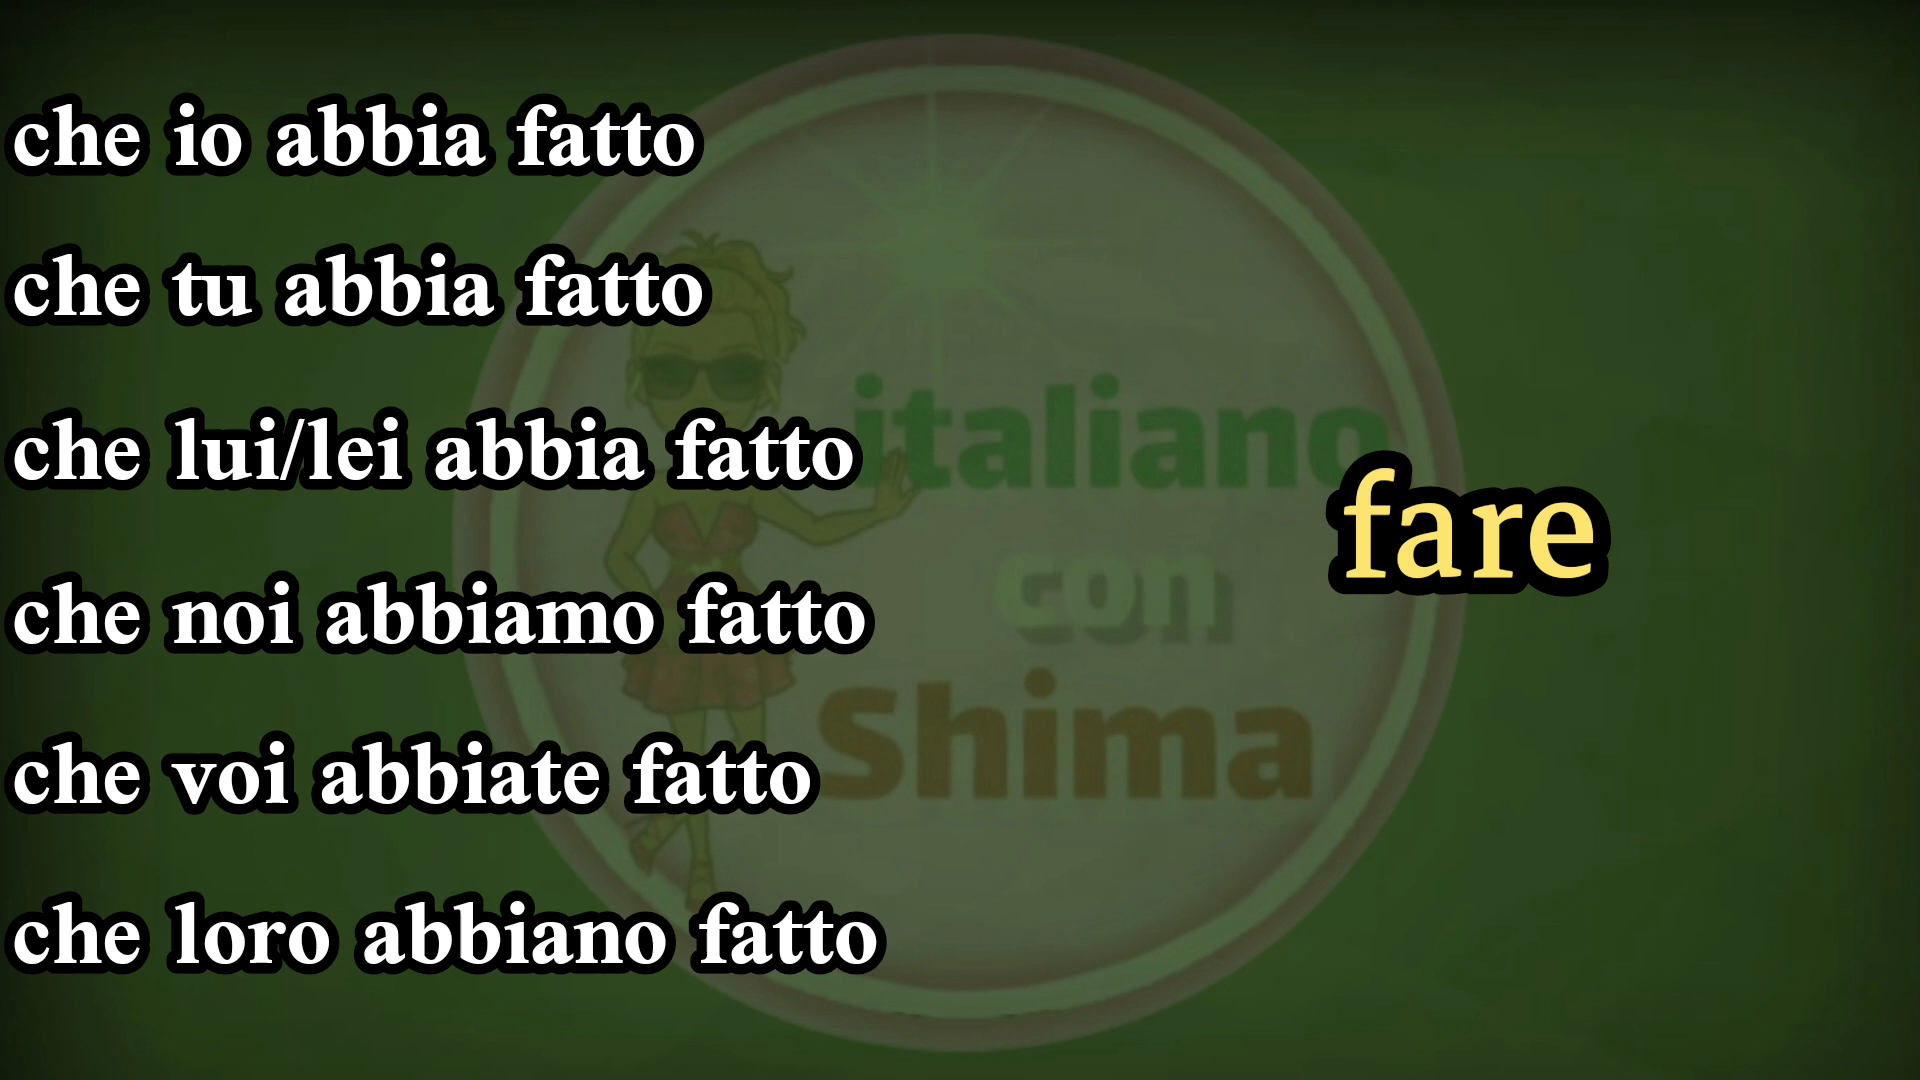 che io abbia fatto
che tu abbia fatto
che lui/lei abbia fatto
che noi abbiamo fatto
che voi abbiate fatto
che loro abbiano fatto
fare
italiano
con
Shima